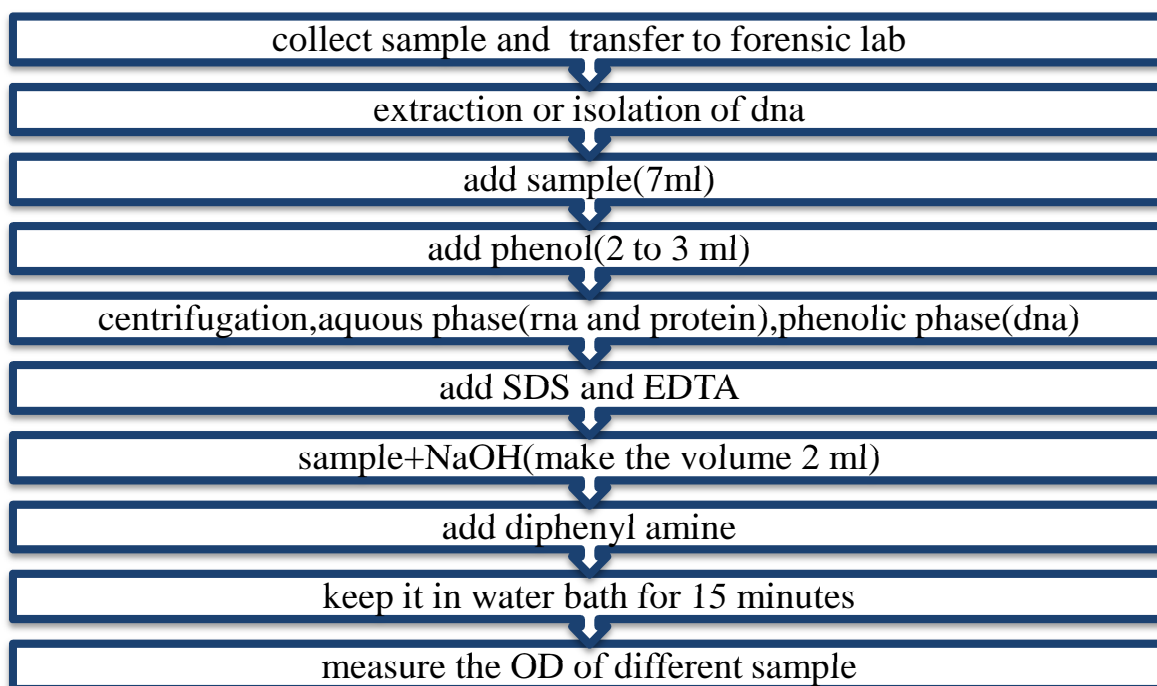 collect sample and  transfer to forensic lab
extraction or isolation of dna
add sample(7ml)
add phenol(2 to 3 ml)
centrifugation,aquous phase(rna and protein),phenolic phase(dna)
add SDS and EDTA
sample+NaOH(make the volume 2 ml)
add diphenyl amine
keep it in water bath for 15 minutes
measure the OD of different sample